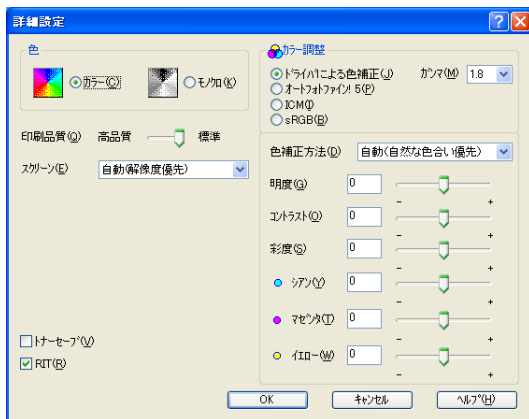 詳細設定
色
カラー(C)
モノクロ(K)
印刷品質(Q) 高品質 標準
スクリーン(E) 自動(解像度優先)
トナーセーブ(V)
RIT(R)
カラー調整
ドライバによる色補正(J) ガンマ(M) 1.8
オートフォトファイン! 5(P)
ICM(I)
sRGB(B)
色補正方法(D) 自動(自然な色合い優先)
明度(G) 0
- +
コントラスト(O) 0
- +
彩度(S) 0
- +
シアン(Y) 0
- +
マゼンタ(T) 0
- +
イエロー(W) 0
- +
OK キャンセル ヘルプ(H)